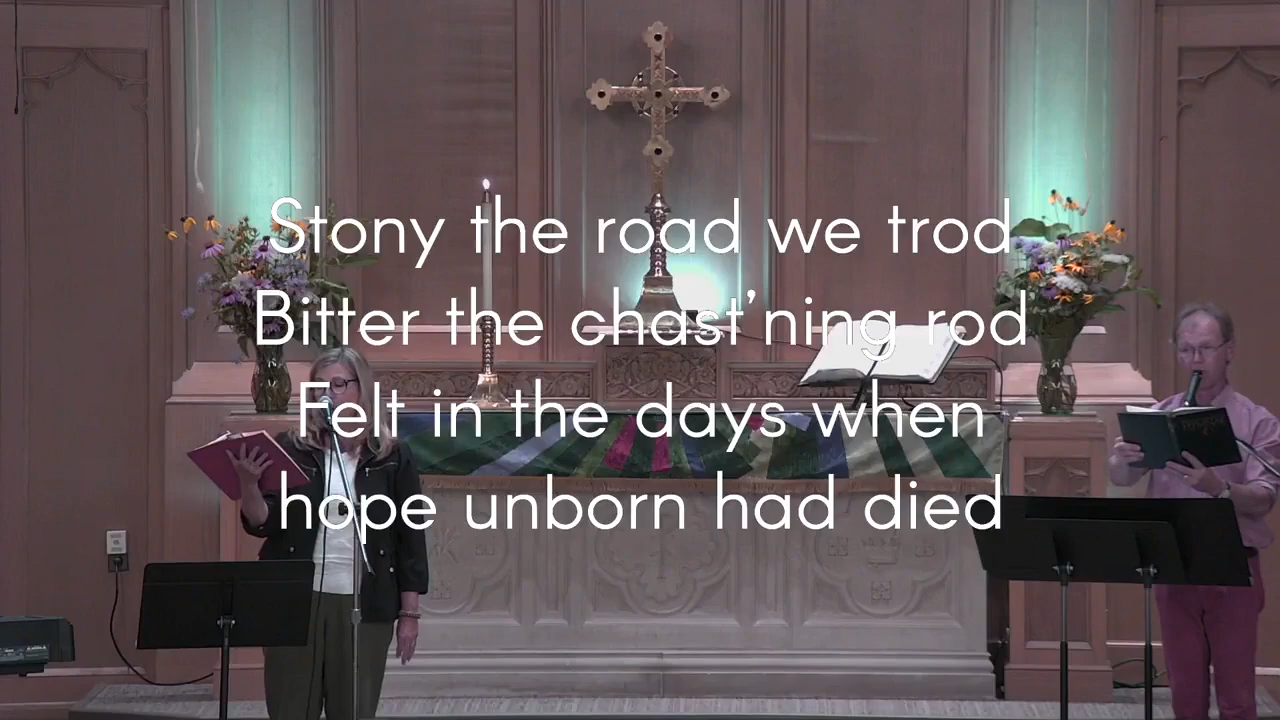 Stony the road we trod
Bitter the chast’ning rod
Felt in the days when
hope unborn had died